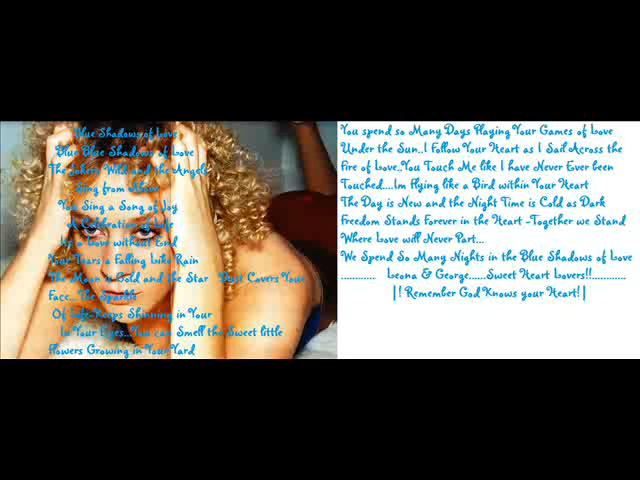 Blue Shadows of Love
Blue Blue Shadows of Love
The Jokers Wild and the Angels
Sing from Above
You Sing a Song of Joy
A Celebration of Life
It's a Love without End
Your Tears a Falling Like Rain
The Moon is Gold and the Star Dust Covers Your
Face...The Sparkle
Of Life Keeps Shinning in Your
In Your Eyes...You can Smell the Sweet little
Flowers Growing in Your Yard
You spend so Many Days Playing Your Games of Love
Under the Sun..I Follow Your Heart as I Sail Across the
Fire of Love..You Touch Me like I have Never Ever been
Touched....Im Flying like a Bird within Your Heart
The Day is New and the Night Time is Cold as Dark
Freedom Stands Forever in the Heart -Together we Stand
Where Love will Never Part...
We Spend So Many Nights in the Blue Shadows of Love
............ Leona & George......Sweet Heart Lovers!!............
|! Remember God Knows your Heart!|